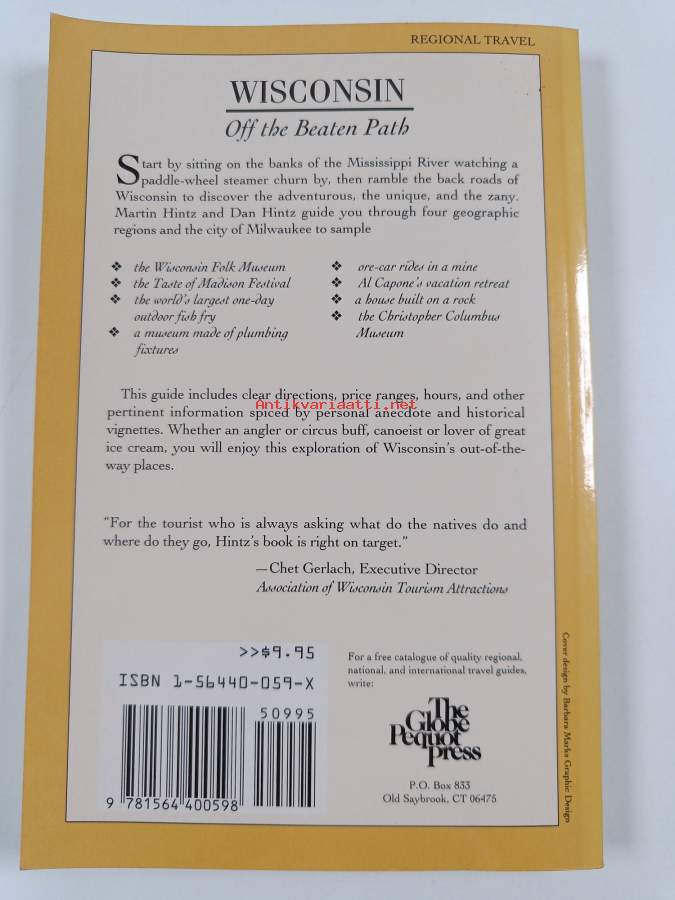 REGIONAL TRAVEL
WISCONSIN
Off the Beaten Path
Start by sitting on the banks of the Mississippi River watching a
paddle-wheel steamer churn by, then ramble the back roads of
Wisconsin to discover the adventurous, the unique, and the zany.
Martin Hintz and Dan Hintz guide you through four geographic
regions and the city of Milwaukee to sample
❖ the Wisconsin Folk Museum
❖ the Taste of Madison Festival
❖ the world's largest one-day
outdoor fish fry
❖ a museum made of plumbing
fixtures
❖ ore-car rides in a mine
❖ Al Capone's vacation retreat
❖ a house built on a rock
❖ the Christopher Columbus
Museum
This guide includes clear directions, price ranges, hours, and other
Antikvariaatti.net
pertinent information spiced by personal anecdote and historical
vignettes. Whether an angler or circus buff, canoeist or lover of great
ice cream, you will enjoy this exploration of Wisconsin's out-of-the-
way places.
"For the tourist who is always asking what do the natives do and
where do they go, Hintz's book is right on target."
—Chet Gerlach, Executive Director
Association of Wisconsin Tourism Attractions
>>$9.95
ISBN 1-56440-059-X
50995
9 781564 400598
For a free catalogue of quality regional,
national, and international travel guides,
write:
The
Globe
Pequot
Press
P.O. Box 833
Old Saybrook, CT 06475
Cover design by Barbara Marks Graphic Design